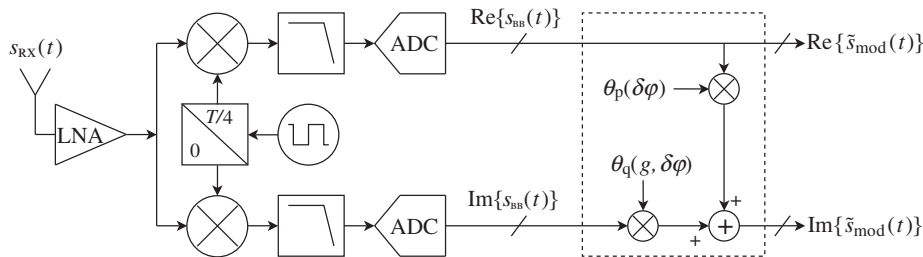 s_RX(t)
LNA
T/4
0
ADC
Re{s_BB(t)}
ADC
Im{s_BB(t)}
θ_p(δφ)
θ_q(g, δφ)
+
+
+
Re{s̃_mod(t)}
Im{s̃_mod(t)}